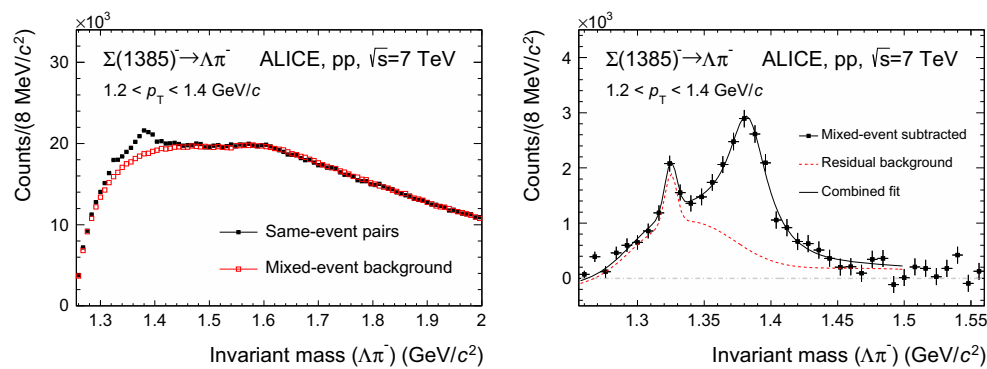 ×10³
Σ(1385)⁻→Λπ⁻ ALICE, pp, √s=7 TeV
1.2 < p_T < 1.4 GeV/c
Counts/(8 MeV/c²)
30
20
10
0
Same-event pairs
Mixed-event background
1.3 1.4 1.5 1.6 1.7 1.8 1.9 2
Invariant mass (Λπ⁻) (GeV/c²)
×10³
Σ(1385)⁻→Λπ⁻ ALICE, pp, √s=7 TeV
1.2 < p_T < 1.4 GeV/c
Counts/(8 MeV/c²)
4
3
2
1
0
Mixed-event subtracted
Residual background
Combined fit
1.3 1.35 1.4 1.45 1.5 1.55
Invariant mass (Λπ⁻) (GeV/c²)